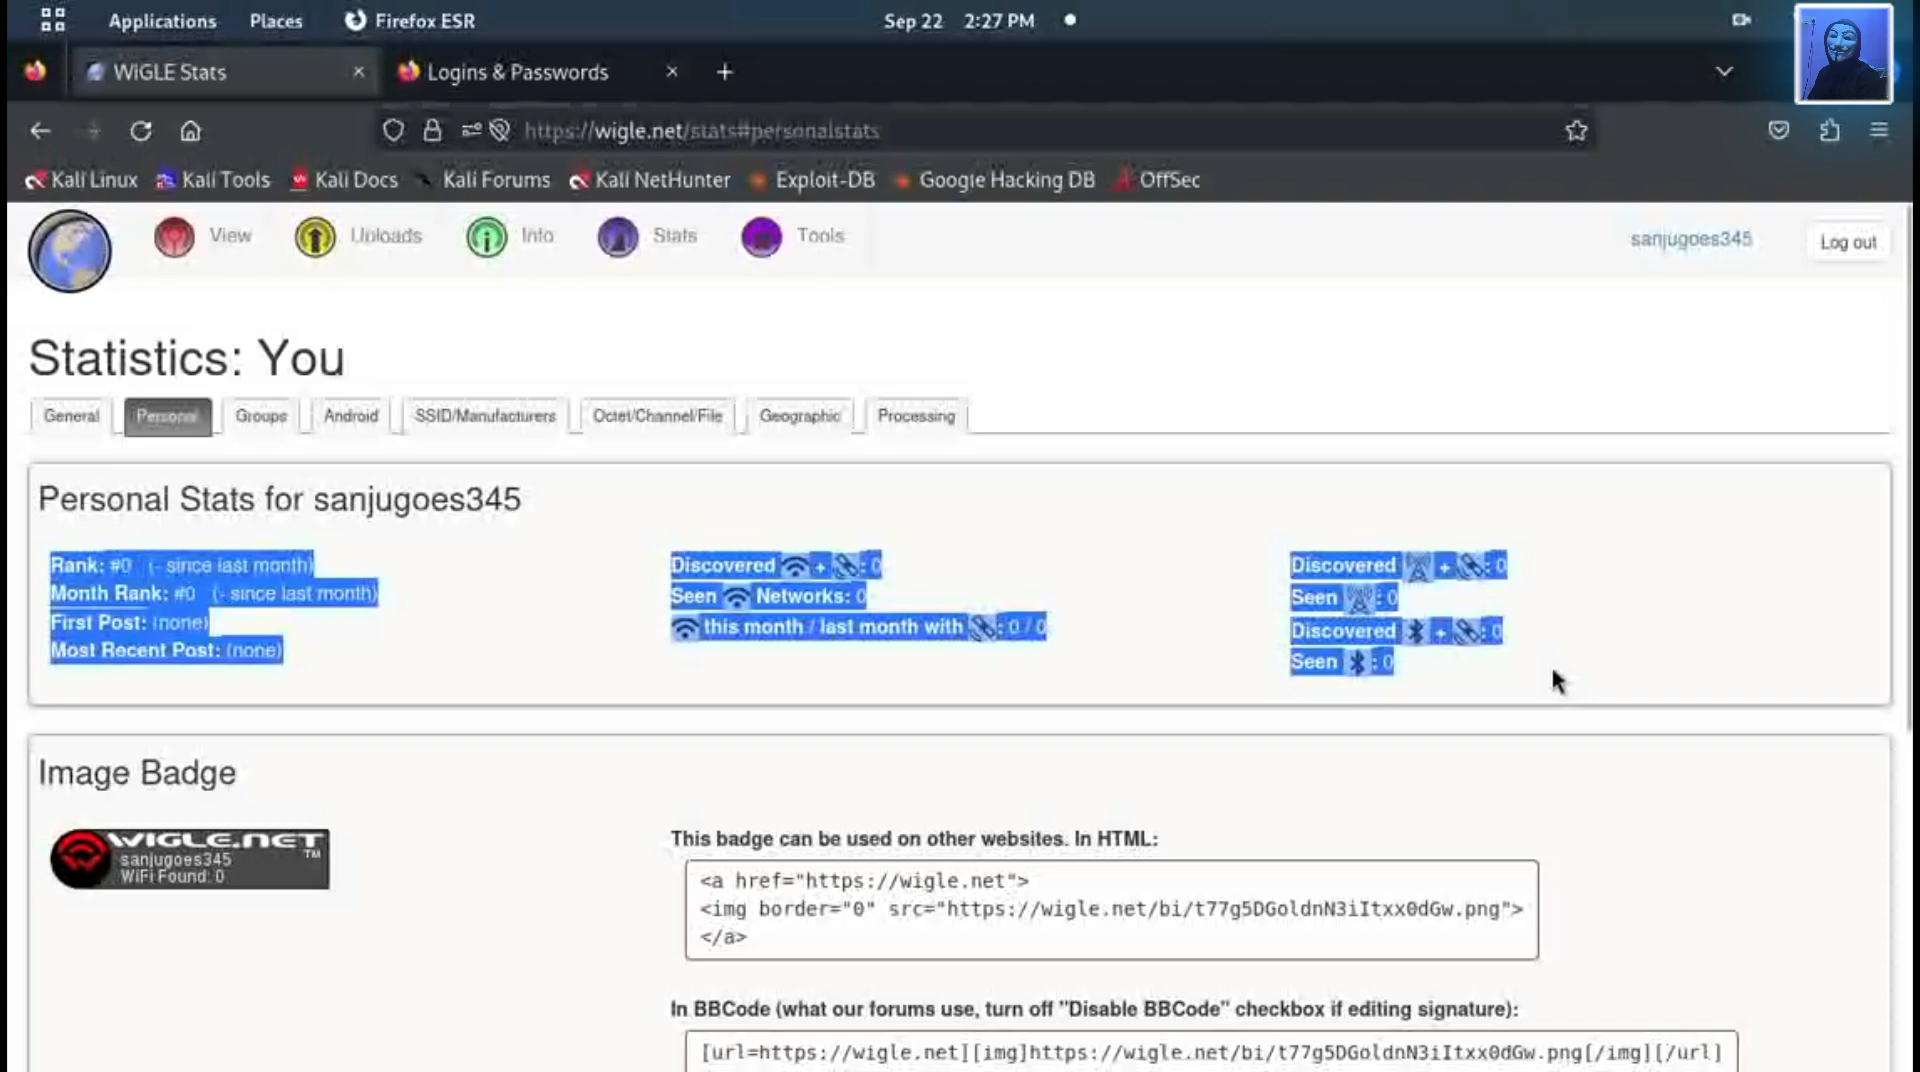 Applications Places Firefox ESR Sep 22 2:27 PM
WiGLE Stats Logins & Passwords
https://wigle.net/stats#personalstats
Kali Linux Kali Tools Kali Docs Kali Forums Kali NetHunter Exploit-DB Google Hacking DB OffSec
View Uploads Info Stats Tools sanjugoes345 Log out
Statistics: You
General Personal Groups Android SSID/Manufacturers Octet/Channel/File Geographic Processing
Personal Stats for sanjugoes345
Rank: #0 (- since last month) Discovered + : 0 Discovered + : 0
Month Rank: #0 (- since last month) Seen Networks: 0 Seen : 0
First Post: (none) this month / last month with : 0 / 0 Discovered + : 0
Most Recent Post: (none) Seen : 0
Image Badge
WIGLE.NET TM
sanjugoes345
WiFi Found: 0
This badge can be used on other websites. In HTML:
<a href="https://wigle.net">
<img border="0" src="https://wigle.net/bi/t77g5DGoldnN3iItxx0dGw.png">
</a>
In BBCode (what our forums use, turn off "Disable BBCode" checkbox if editing signature):
[url=https://wigle.net][img]https://wigle.net/bi/t77g5DGoldnN3iItxx0dGw.png[/img][/url]